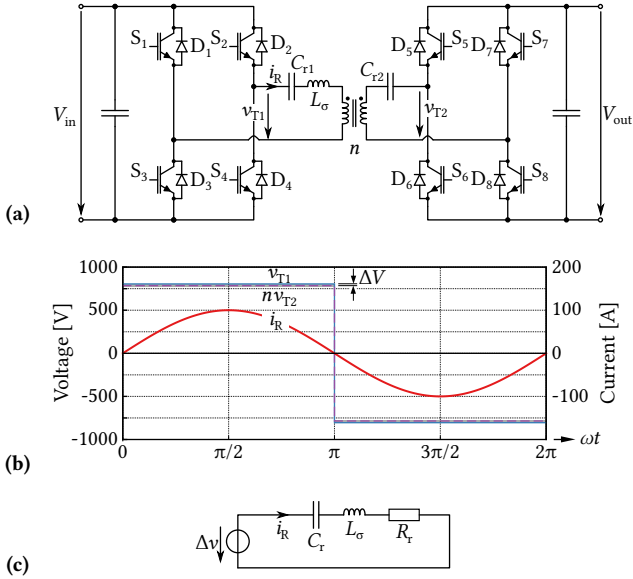 S1 D1 S2 D2 D5 S5 D7 S7
iR Cr1 Cr2
Vin vT1 Lσ vT2 Vout
n
S3 D3 S4 D4 D6 S6 D8 S8
(a)
Voltage [V]
1000
500
0
-500
-1000
vT1
nvT2
iR
ΔV
200
100
0
-100
Current [A]
0 π/2 π 3π/2 2π ωt
(b)
Δv iR Cr Lσ Rr
(c)